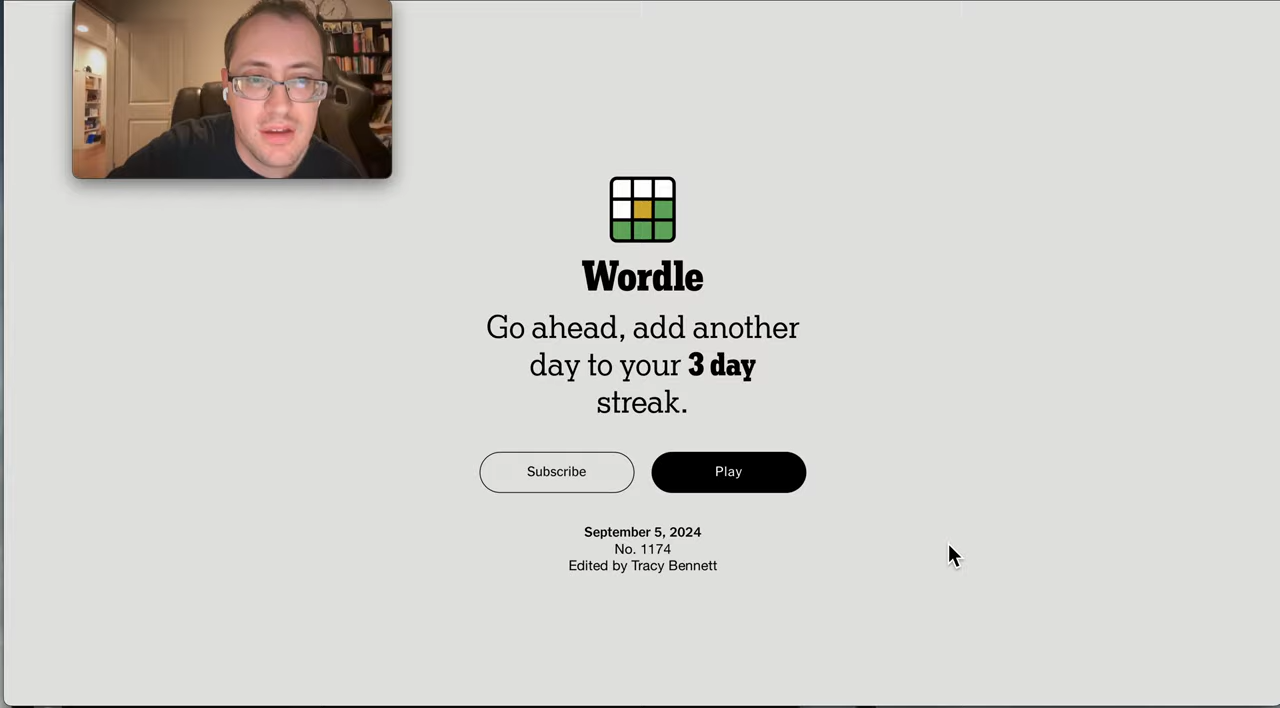 Wordle
Go ahead, add another
day to your 3 day
streak.
Subscribe
Play
September 5, 2024
No. 1174
Edited by Tracy Bennett